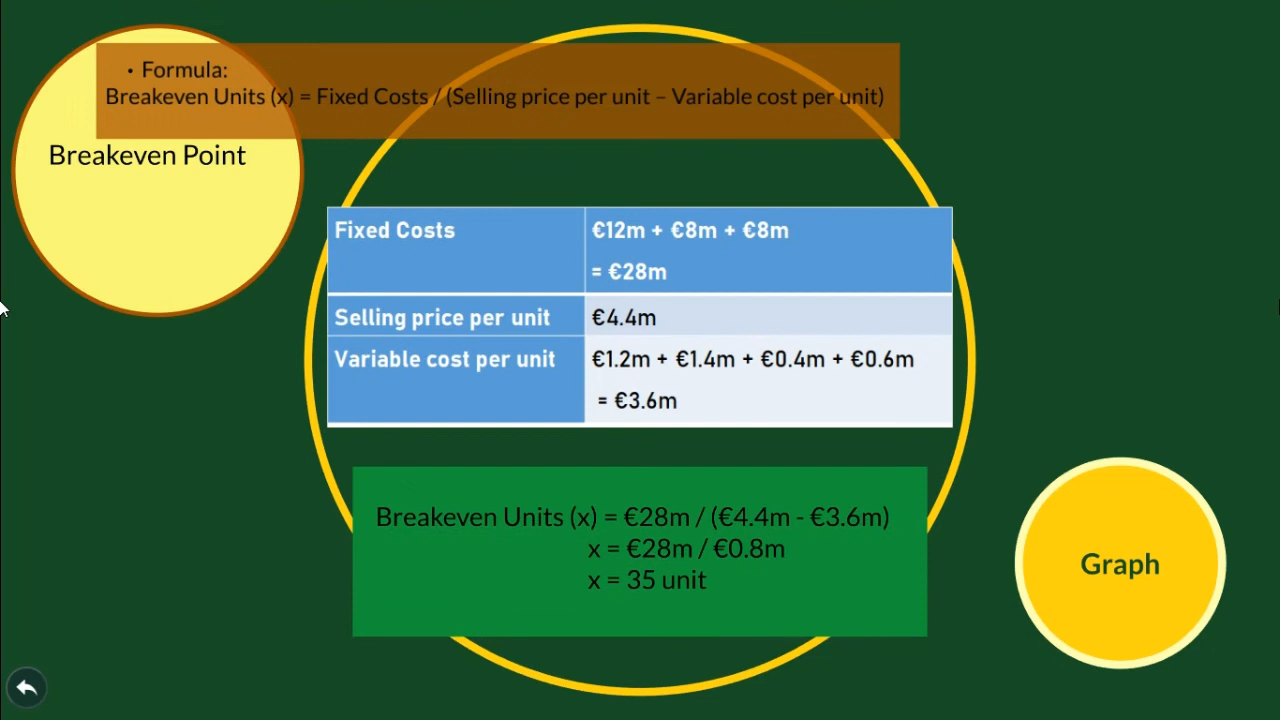 • Formula:
Breakeven Units (x) = Fixed Costs / (Selling price per unit – Variable cost per unit)
Breakeven Point
Fixed Costs
€12m + €8m + €8m
= €28m
Selling price per unit
€4.4m
Variable cost per unit
€1.2m + €1.4m + €0.4m + €0.6m
= €3.6m
Breakeven Units (x) = €28m / (€4.4m - €3.6m)
x = €28m / €0.8m
x = 35 unit
Graph